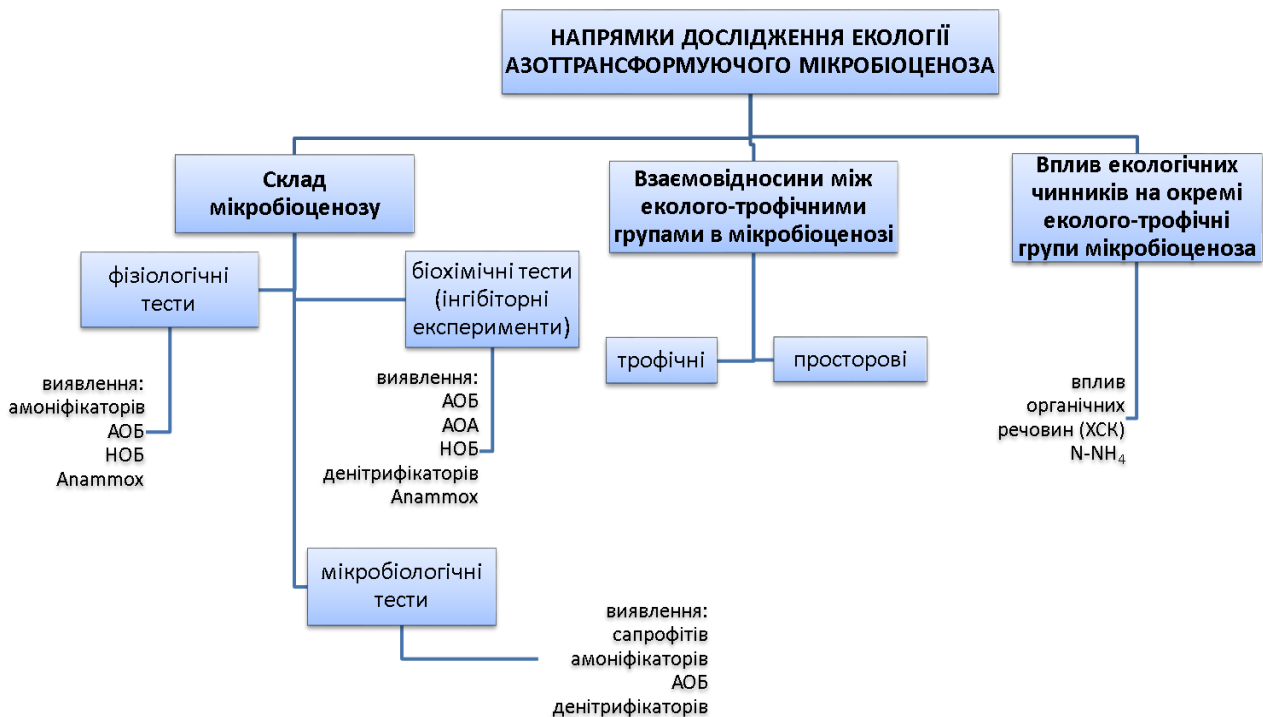 НАПРЯМКИ ДОСЛІДЖЕННЯ ЕКОЛОГІЇ
АЗОТТРАНСФОРМУЮЧОГО МІКРОБІОЦЕНОЗА
Склад
мікробіоценозу
Взаємовідносини між
еколого-трофічними
групами в мікробіоценозі
Вплив екологічних
чинників на окремі
еколого-трофічні
групи мікробіоценоза
фізіологічні
тести
біохімічні тести
(інгібіторні
експерименти)
трофічні
просторові
виявлення:
амоніфікаторів
АОБ
НОБ
Anammox
виявлення:
АОБ
АОА
НОБ
денітрифікаторів
Anammox
вплив
органічних
речовин (ХСК)
N-NH₄
мікробіологічні
тести
виявлення:
сапрофітів
амоніфікаторів
АОБ
денітрифікаторів